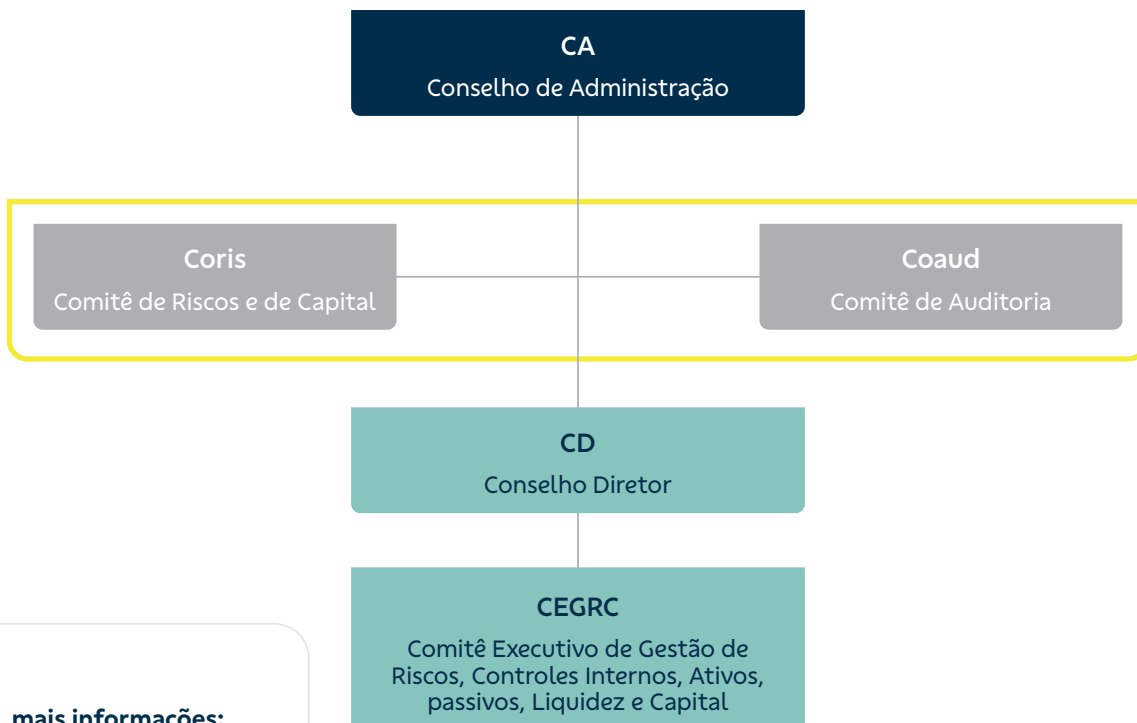 CA
Conselho de Administração
Coris
Comitê de Riscos e de Capital
Coaud
Comitê de Auditoria
CD
Conselho Diretor
CEGRC
Comitê Executivo de Gestão de
Riscos, Controles Internos, Ativos,
passivos, Liquidez e Capital
mais informações: